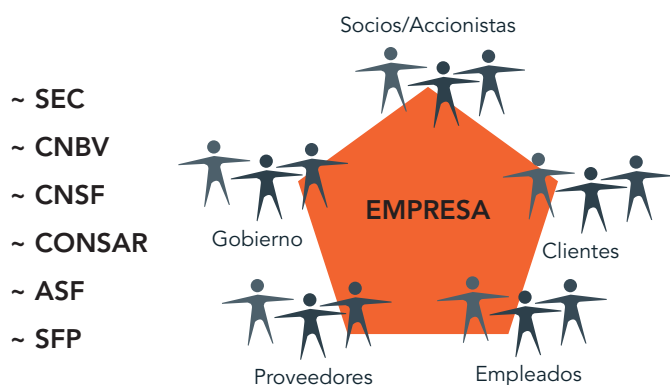 ~ SEC
~ CNBV
~ CNSF
~ CONSAR
~ ASF
~ SFP
Socios/Accionistas
EMPRESA
Gobierno
Clientes
Proveedores
Empleados